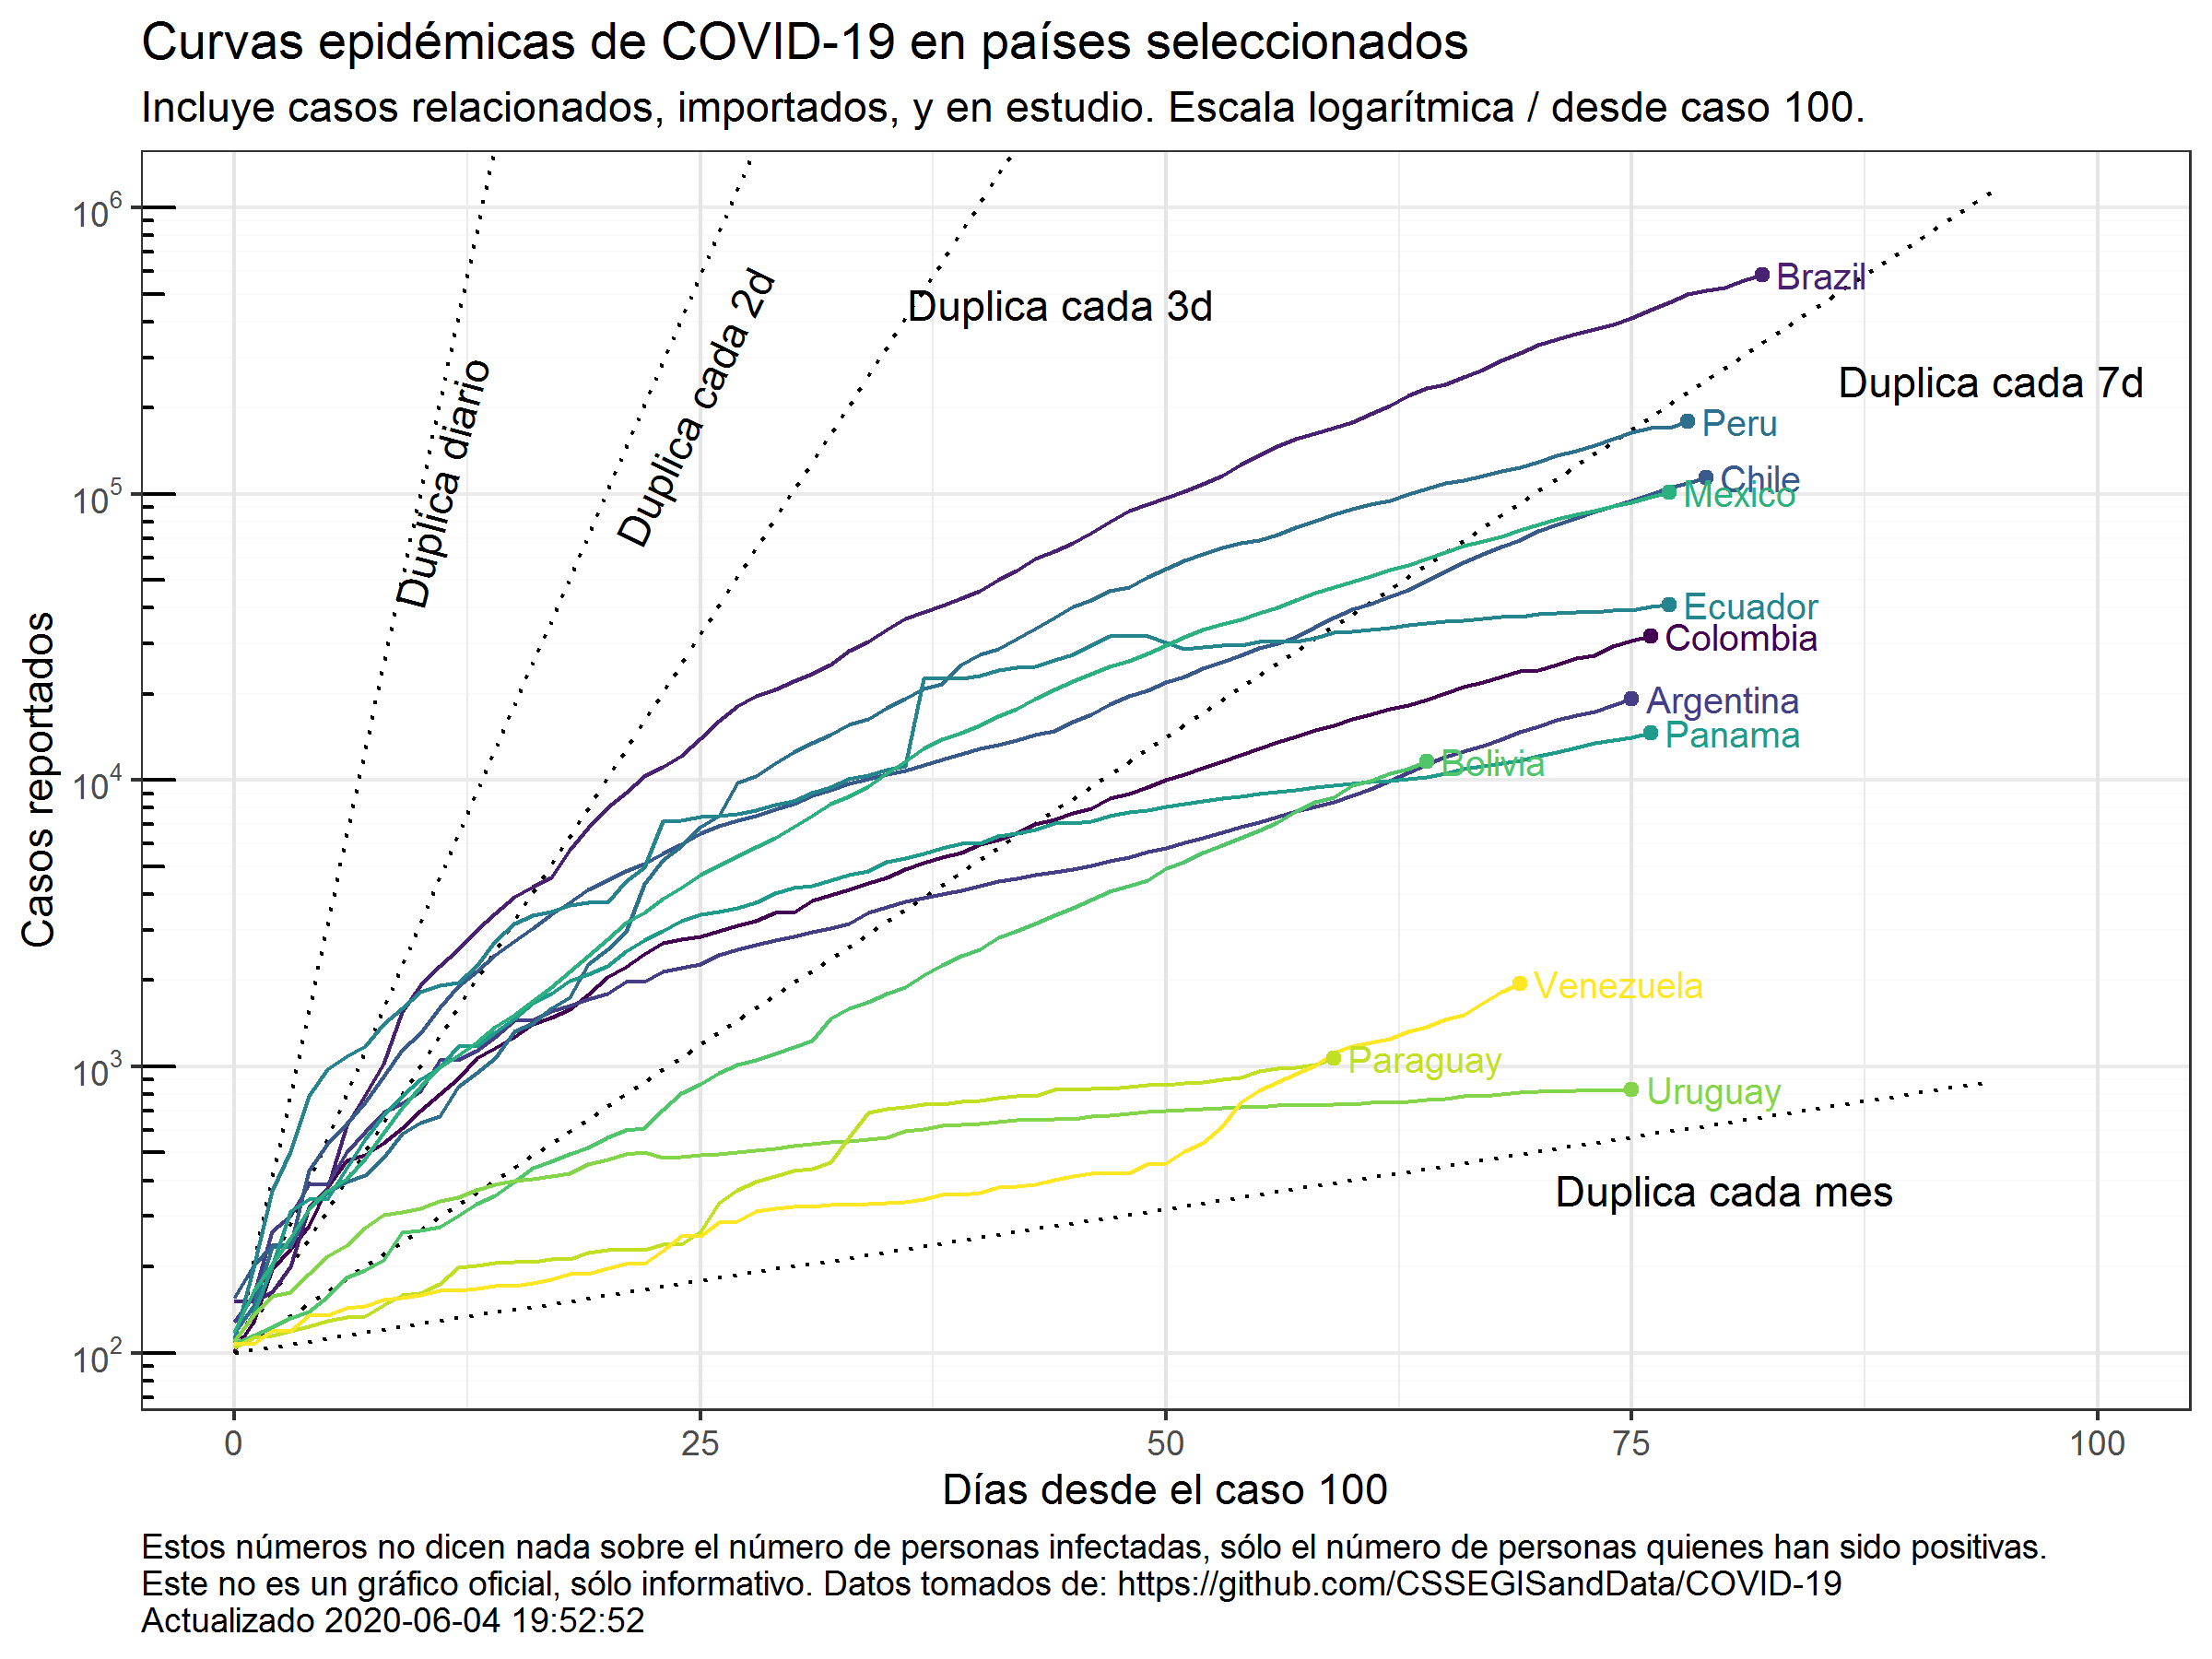 Curvas epidémicas de COVID-19 en países seleccionados
Incluye casos relacionados, importados, y en estudio. Escala logarítmica / desde caso 100.
10⁶
10⁵
10⁴
10³
10²
Casos reportados
Duplica diario
Duplica cada 2d
Duplica cada 3d
Brazil
Duplica cada 7d
Peru
Chile
Mexico
Ecuador
Colombia
Argentina
Panama
Bolivia
Venezuela
Paraguay
Uruguay
Duplica cada mes
0 25 50 75 100
Días desde el caso 100
Estos números no dicen nada sobre el número de personas infectadas, sólo el número de personas quienes han sido positivas.
Este no es un gráfico oficial, sólo informativo. Datos tomados de: https://github.com/CSSEGISandData/COVID-19
Actualizado 2020-06-04 19:52:52